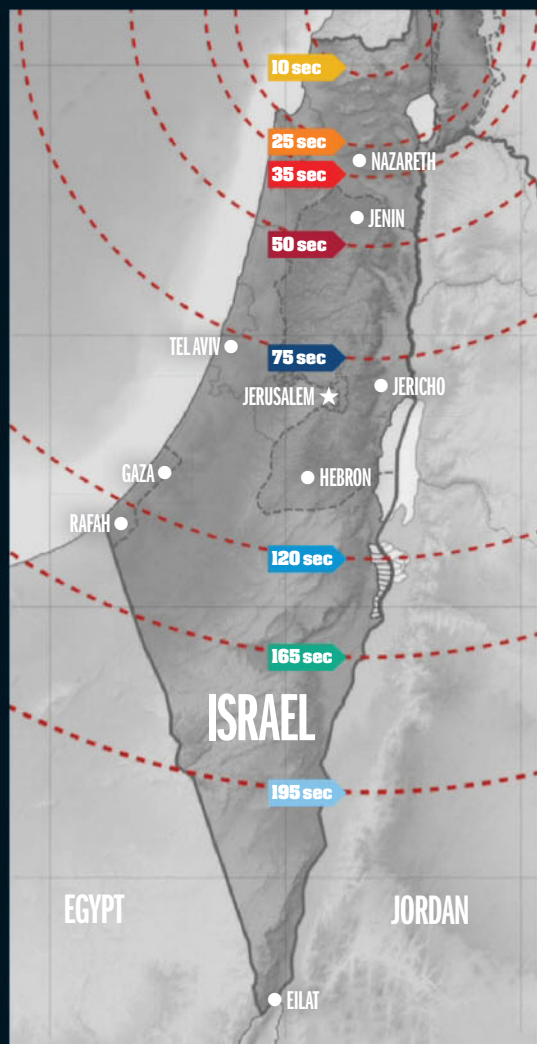 10 sec
25 sec
NAZARETH
35 sec
JENIN
50 sec
TEL AVIV
75 sec
JERICHO
JERUSALEM
GAZA
HEBRON
RAFAH
120 sec
165 sec
ISRAEL
195 sec
EGYPT
JORDAN
EILAT